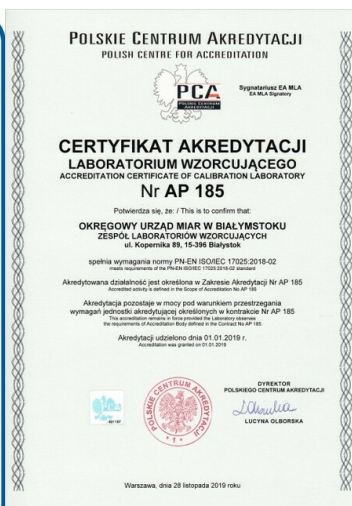 POLSKIE CENTRUM AKREDYTACJI
POLISH CENTRE FOR ACCREDITATION
PCA
POLSKIE CENTRUM
AKREDYTACJI
Sygnatariusz EA MLA
EA MLA Signatory
CERTYFIKAT AKREDYTACJI
LABORATORIUM WZORCUJĄCEGO
ACCREDITATION CERTIFICATE OF CALIBRATION LABORATORY
Nr AP 185
Potwierdza się, że: / This is to confirm that:
OKRĘGOWY URZĄD MIAR W BIAŁYMSTOKU
ZESPÓŁ LABORATORIÓW WZORCUJĄCYCH
ul. Kopernika 89, 15-396 Białystok
spełnia wymagania normy PN-EN ISO/IEC 17025:2018-02
meets requirements of the PN-EN ISO/IEC 17025:2018-02 standard
Akredytowana działalność jest określona w Zakresie Akredytacji Nr AP 185
Accredited activity is defined in the Scope of Accreditation No AP 185
Akredytacja pozostaje w mocy pod warunkiem przestrzegania
wymagań jednostki akredytującej określonych w kontrakcie Nr AP 185
This accreditation remains in force provided the Laboratory observes
the requirements of Accreditation Body defined in the Contract No AP 185
Akredytacji udzielono dnia 01.01.2019 r.
Accreditation was granted on 01.01.2019
POLSKIE CENTRUM AKREDYTACJI
1
DYREKTOR
POLSKIEGO CENTRUM AKREDYTACJI
LUCYNA OLBORSKA
Warszawa, dnia 28 listopada 2019 roku